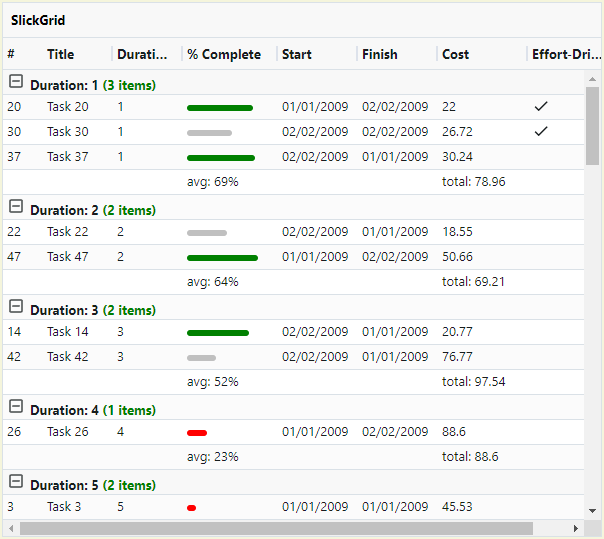 SlickGrid
# Title Durati... % Complete Start Finish Cost Effort-Dri...
Duration: 1 (3 items)
20 Task 20 1 01/01/2009 02/02/2009 22
30 Task 30 1 02/02/2009 02/02/2009 26.72
37 Task 37 1 02/02/2009 01/01/2009 30.24
avg: 69% total: 78.96
Duration: 2 (2 items)
22 Task 22 2 02/02/2009 01/01/2009 18.55
47 Task 47 2 01/01/2009 02/02/2009 50.66
avg: 64% total: 69.21
Duration: 3 (2 items)
14 Task 14 3 02/02/2009 01/01/2009 20.77
42 Task 42 3 02/02/2009 01/01/2009 76.77
avg: 52% total: 97.54
Duration: 4 (1 items)
26 Task 26 4 01/01/2009 02/02/2009 88.6
avg: 23% total: 88.6
Duration: 5 (2 items)
3 Task 3 5 01/01/2009 01/01/2009 45.53